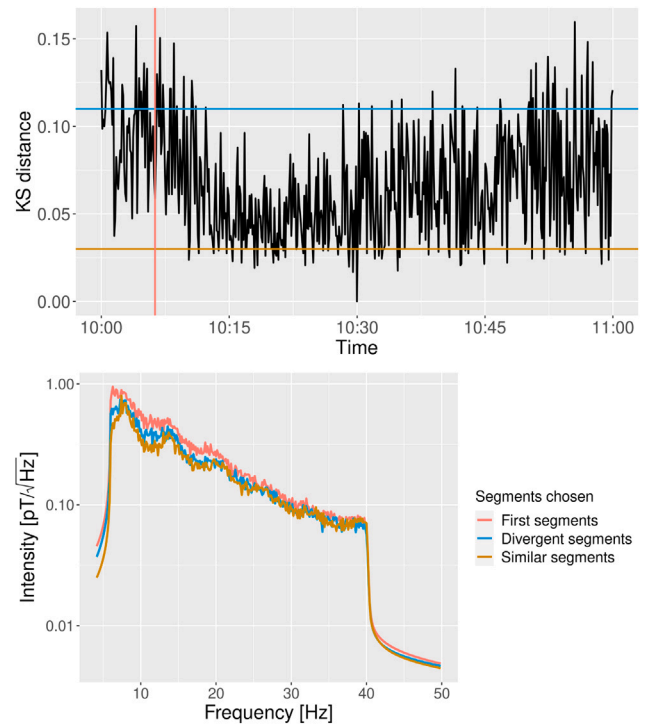 0.15
0.10
0.05
0.00
KS distance
10:00 10:15 10:30 10:45 11:00
Time
1.00
0.10
0.01
Intensity [pT/√Hz]
10 20 30 40 50
Frequency [Hz]
Segments chosen
First segments
Divergent segments
Similar segments